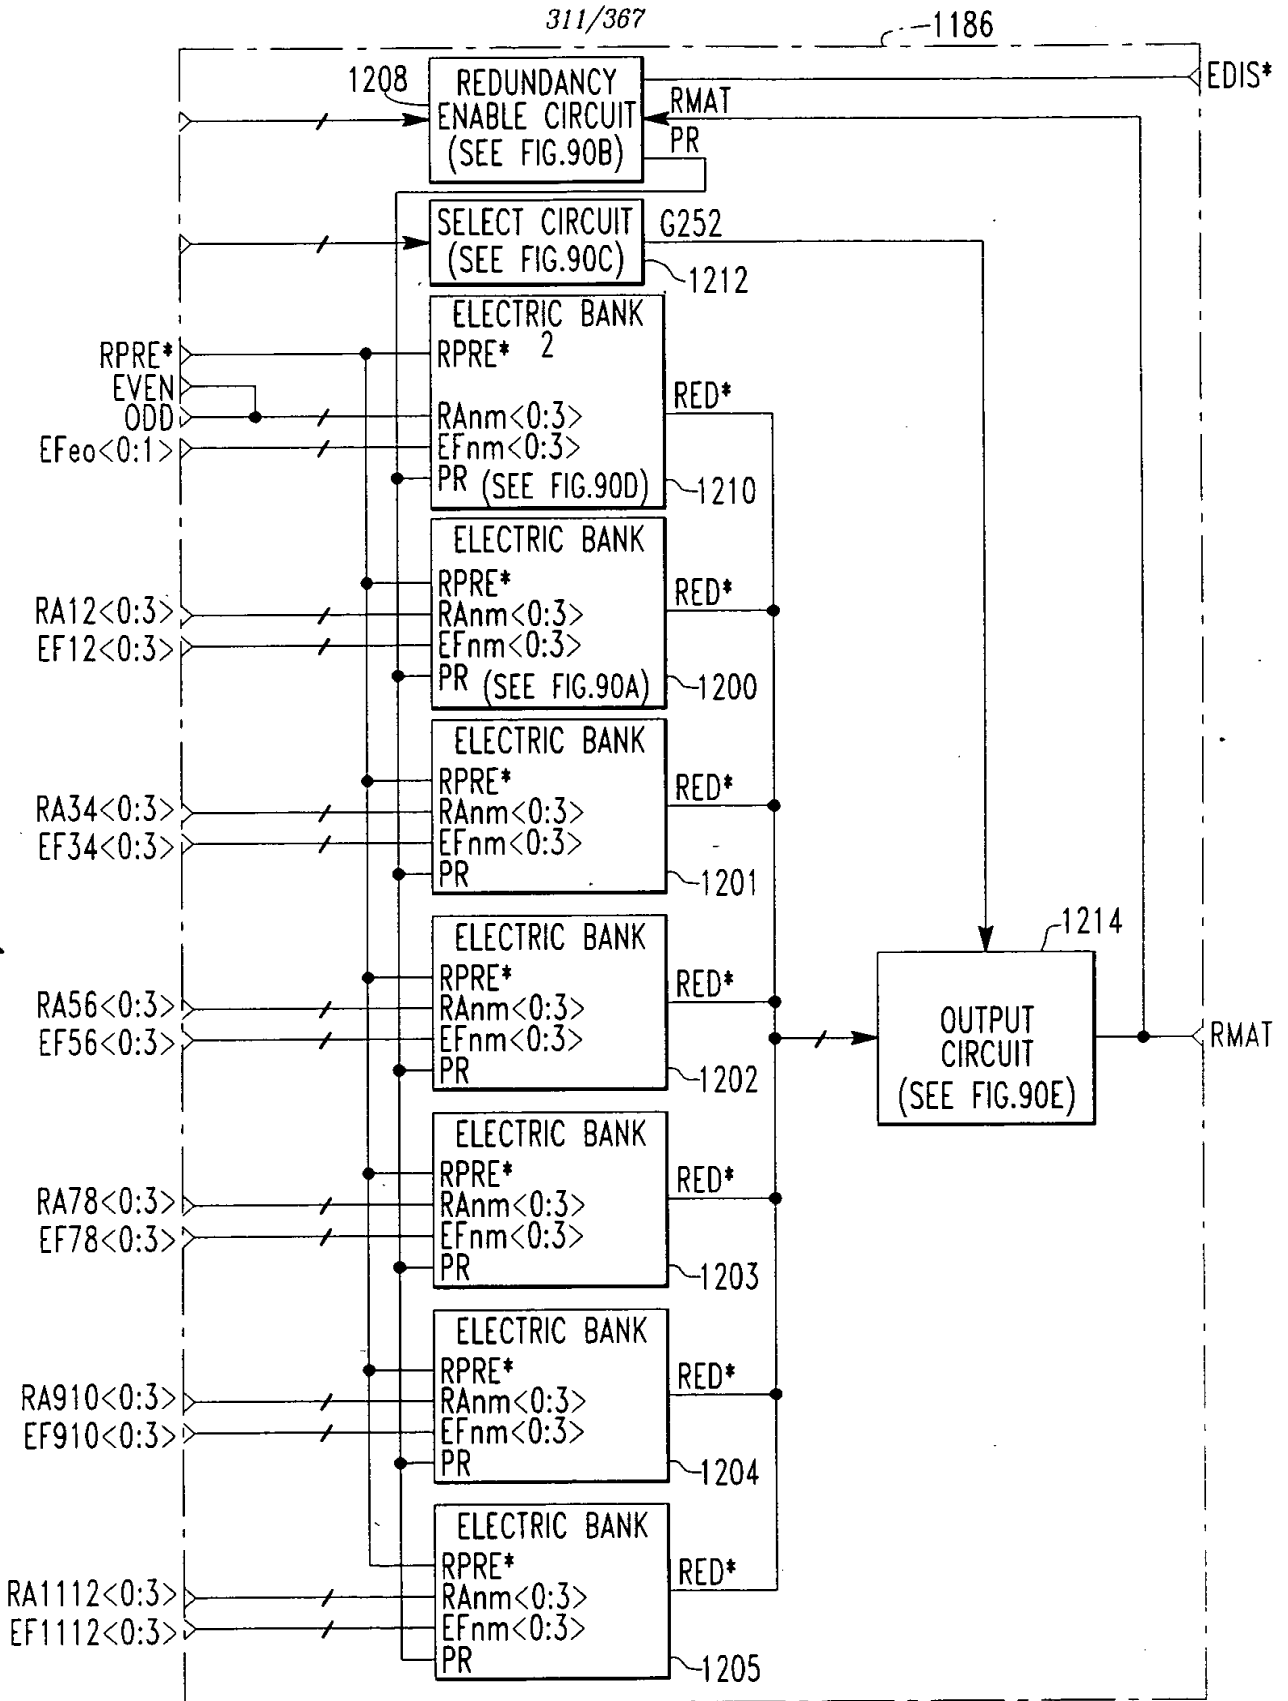 311/367
1186
1208
REDUNDANCY
ENABLE CIRCUIT
(SEE FIG.90B)
EDIS*
RMAT
PR
SELECT CIRCUIT
(SEE FIG.90C)
G252
1212
ELECTRIC BANK
2
RPRE*
RPRE*
EVEN
ODD
RAnm<0:3>
RED*
EFeo<0:1>
EFnm<0:3>
PR (SEE FIG.90D)
1210
ELECTRIC BANK
RPRE*
RA12<0:3>
RAnm<0:3>
RED*
EF12<0:3>
EFnm<0:3>
PR (SEE FIG.90A)
1200
ELECTRIC BANK
RPRE*
RED*
RA34<0:3>
RAnm<0:3>
EF34<0:3>
EFnm<0:3>
PR
1201
ELECTRIC BANK
1214
RPRE*
RED*
RA56<0:3>
RAnm<0:3>
EF56<0:3>
EFnm<0:3>
PR
1202
OUTPUT
CIRCUIT
(SEE FIG.90E)
RMAT
ELECTRIC BANK
RPRE*
RED*
RA78<0:3>
RAnm<0:3>
EF78<0:3>
EFnm<0:3>
PR
1203
ELECTRIC BANK
RPRE*
RED*
RA910<0:3>
RAnm<0:3>
EF910<0:3>
EFnm<0:3>
PR
1204
ELECTRIC BANK
RPRE*
RED*
RA1112<0:3>
RAnm<0:3>
EF1112<0:3>
EFnm<0:3>
PR
1205